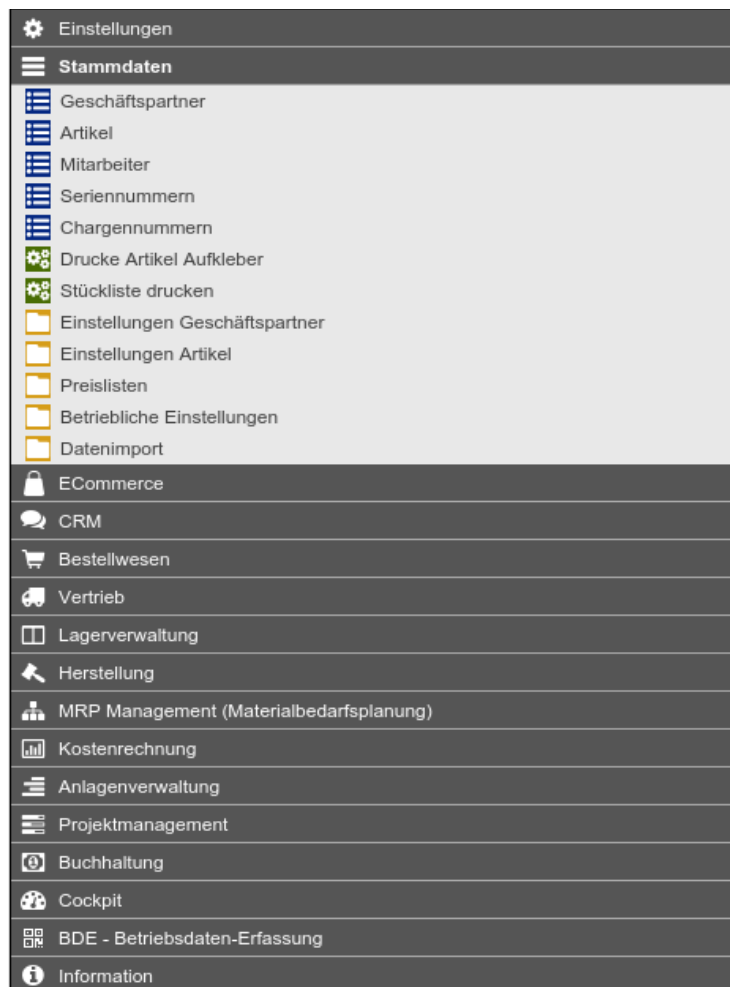 Einstellungen
Stammdaten
Geschäftspartner
Artikel
Mitarbeiter
Seriennummern
Chargennummern
Drucke Artikel Aufkleber
Stückliste drucken
Einstellungen Geschäftspartner
Einstellungen Artikel
Preislisten
Betriebliche Einstellungen
Datenimport
ECommerce
CRM
Bestellwesen
Vertrieb
Lagerverwaltung
Herstellung
MRP Management (Materialbedarfsplanung)
Kostenrechnung
Anlagenverwaltung
Projektmanagement
Buchhaltung
Cockpit
BDE - Betriebsdaten-Erfassung
Information